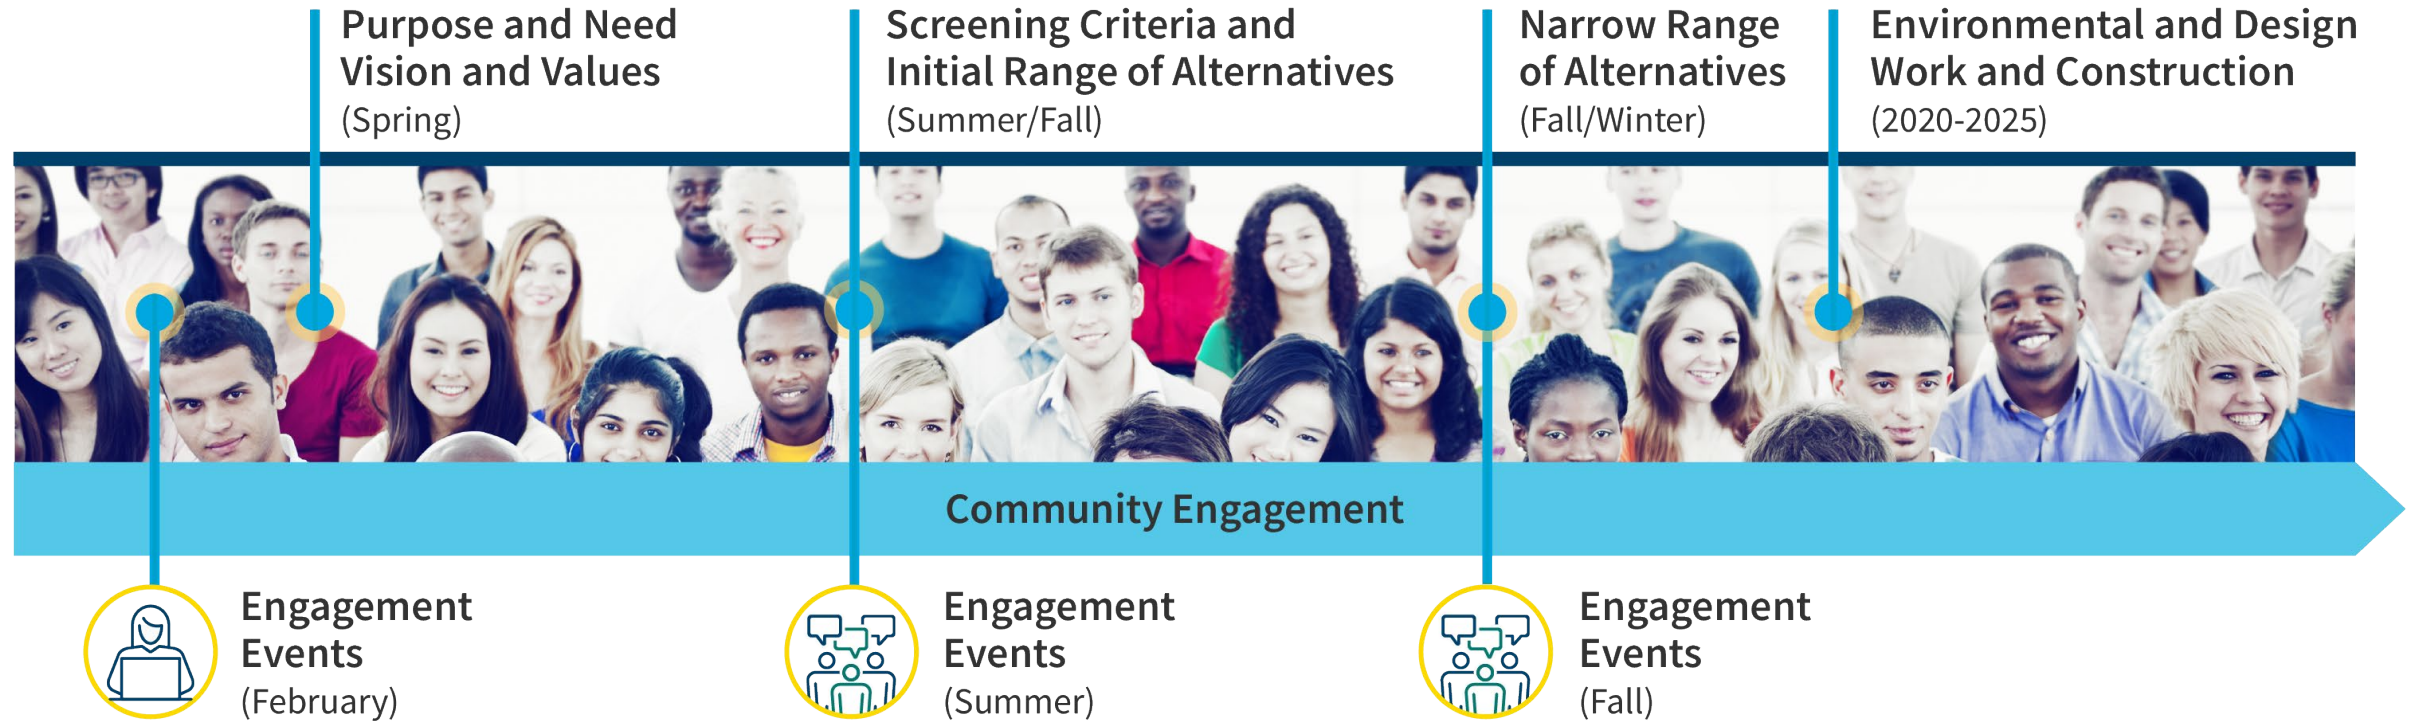 Purpose and Need
Vision and Values
(Spring)
Screening Criteria and
Initial Range of Alternatives
(Summer/Fall)
Narrow Range
of Alternatives
(Fall/Winter)
Environmental and Design
Work and Construction
(2020-2025)
Community Engagement
Engagement
Events
(February)
Engagement
Events
(Summer)
Engagement
Events
(Fall)